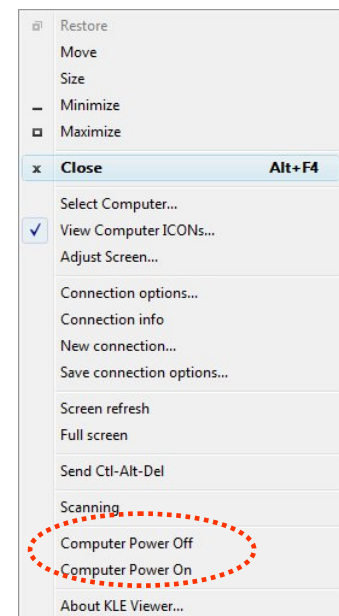 Restore
Move
Size
Minimize
Maximize
Close Alt+F4
Select Computer...
View Computer ICONs...
Adjust Screen...
Connection options...
Connection info
New connection...
Save connection options...
Screen refresh
Full screen
Send Ctl-Alt-Del
Scanning
Computer Power Off
Computer Power On
About KLE Viewer...